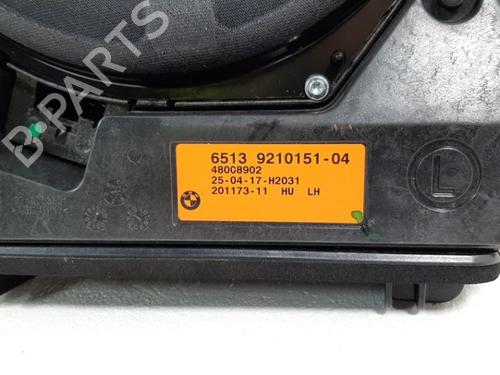 6513 9210151-04
480C8902
25-04-17-H2031
201173-11 HU LH
L
B-PARTS